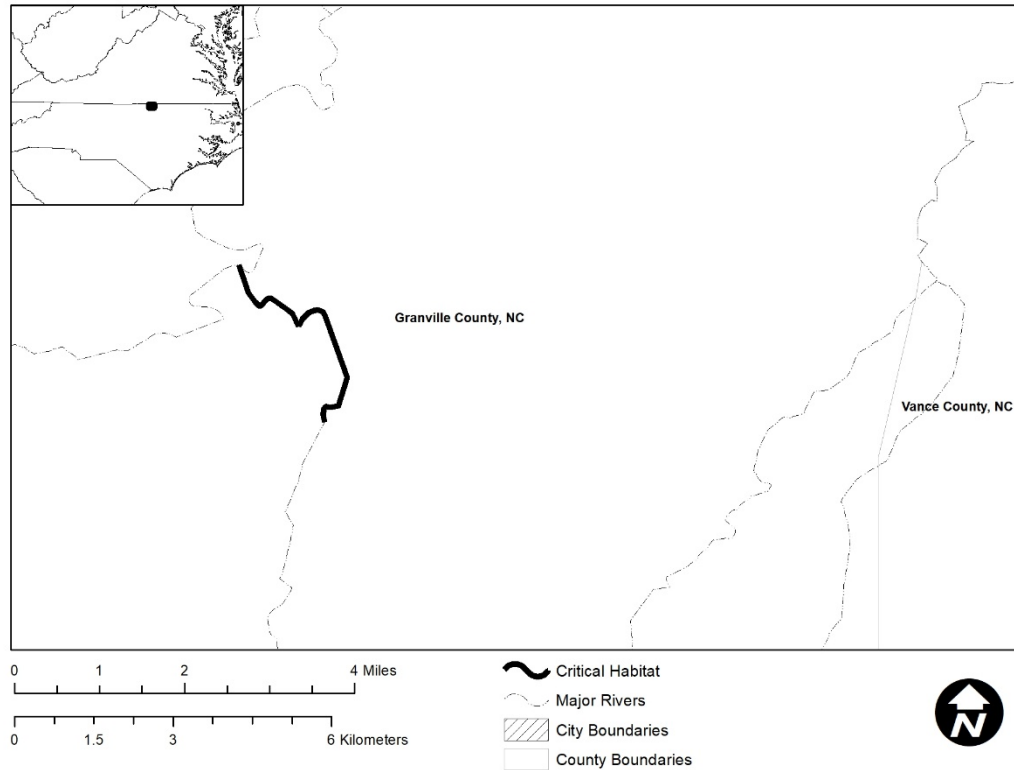 Granville County, NC
Vance County, NC
0 1 2 4 Miles
0 1.5 3 6 Kilometers
Critical Habitat
Major Rivers
City Boundaries
County Boundaries
N